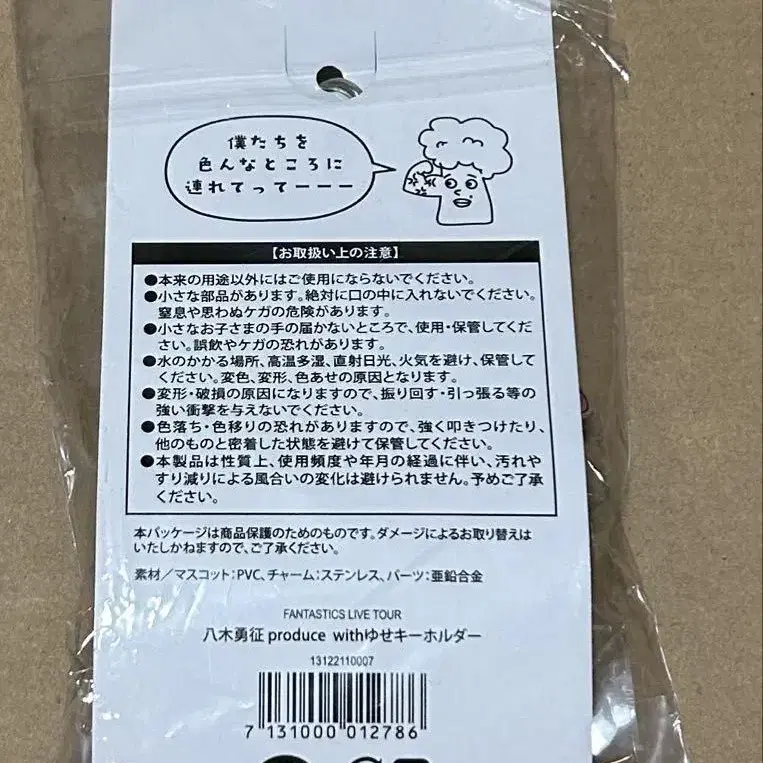 僕たちを
色んなところに
連れてってーーー
【お取扱い上の注意】
●本来の用途以外にはご使用にならないでください。
●小さな部品があります。絶対に口の中に入れないでください。
窒息や思わぬケガの危険があります。
●小さなお子さまの手の届かないところで、使用・保管してくだ
さい。誤飲やケガの恐れがあります。
●水のかかる場所、高温多湿、直射日光、火気を避け、保管して
ください。変色、変形、色あせの原因となります。
●変形・破損の原因になりますので、振り回す・引っ張る等の
強い衝撃を与えないでください。
●色落ち・色移りの恐れがありますので、強く叩きつけたり、
他のものと密着した状態を避けて保管してください。
●本製品は性質上、使用頻度や年月の経過に伴い、汚れや
すり減りによる風合いの変化は避けられません。予めご了承
ください。
本パッケージは商品保護のためのものです。ダメージによるお取り替えは
いたしかねますので、ご了承ください。
素材／マスコット:PVC、チャーム:ステンレス、パーツ:亜鉛合金
FANTASTICS LIVE TOUR
八木勇征 produce withゆせキーホルダー
13122110007
7 131000 012786